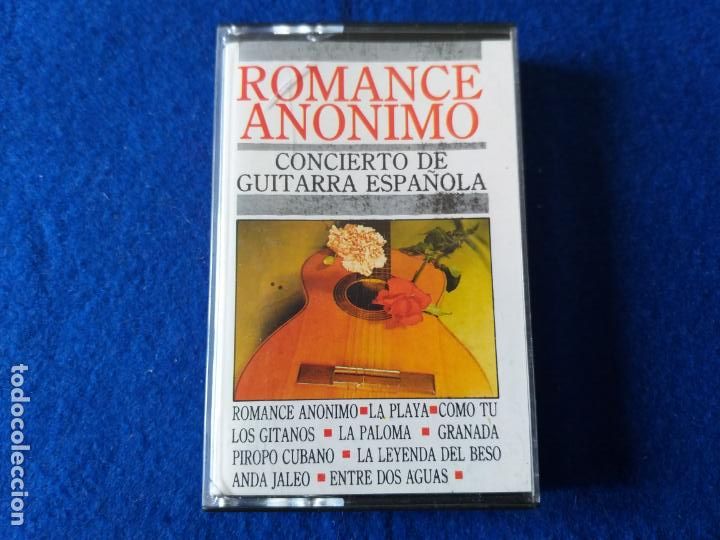 ROMANCE
ANONIMO
CONCIERTO DE
GUITARRA ESPAÑOLA
ROMANCE ANONIMO ▪ LA PLAYA ▪ COMO TU
LOS GITANOS ▪ LA PALOMA ▪ GRANADA
PIROPO CUBANO ▪ LA LEYENDA DEL BESO
ANDA JALEO ▪ ENTRE DOS AGUAS ▪
todocoleccion